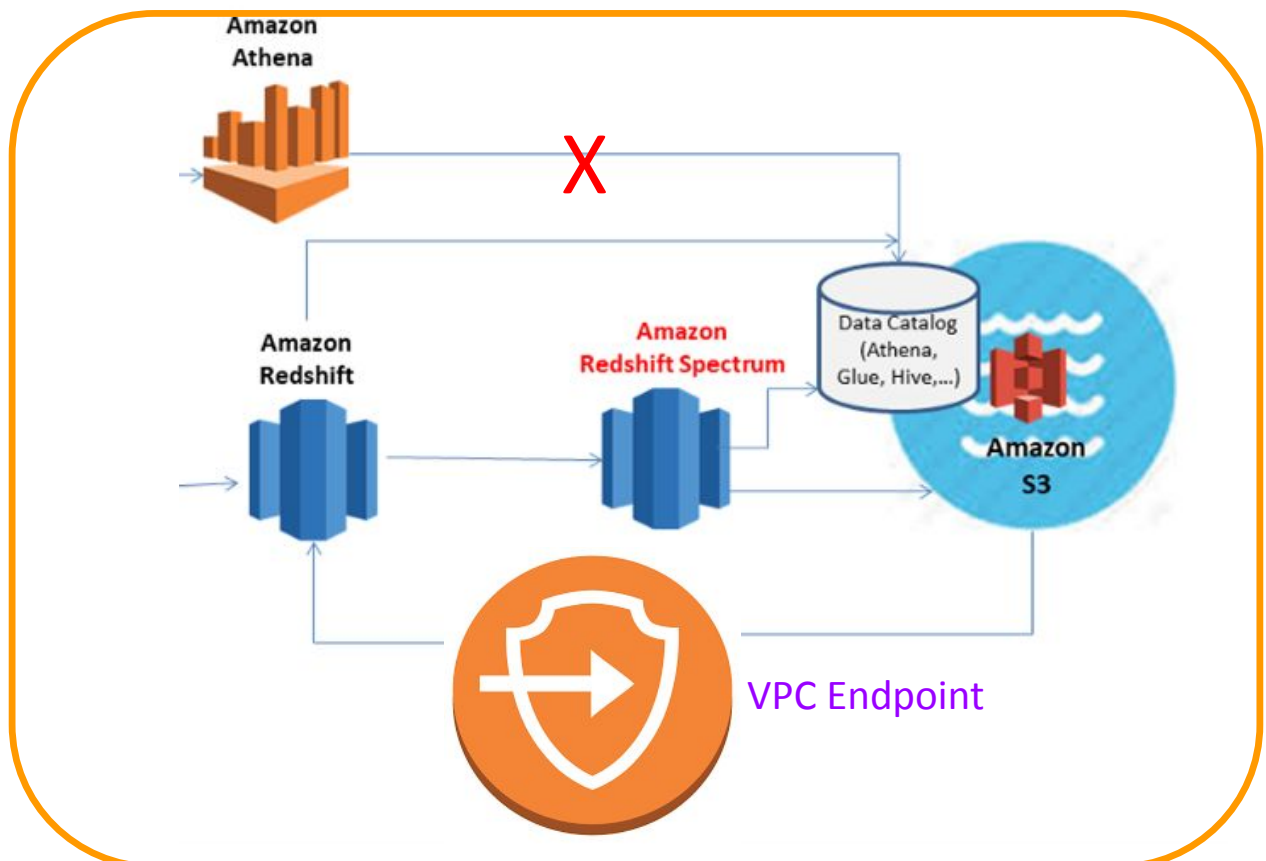 Amazon
Athena
X
Data Catalog
(Athena,
Glue, Hive,...)
Amazon
Redshift
Amazon
Redshift Spectrum
Amazon
S3
VPC Endpoint